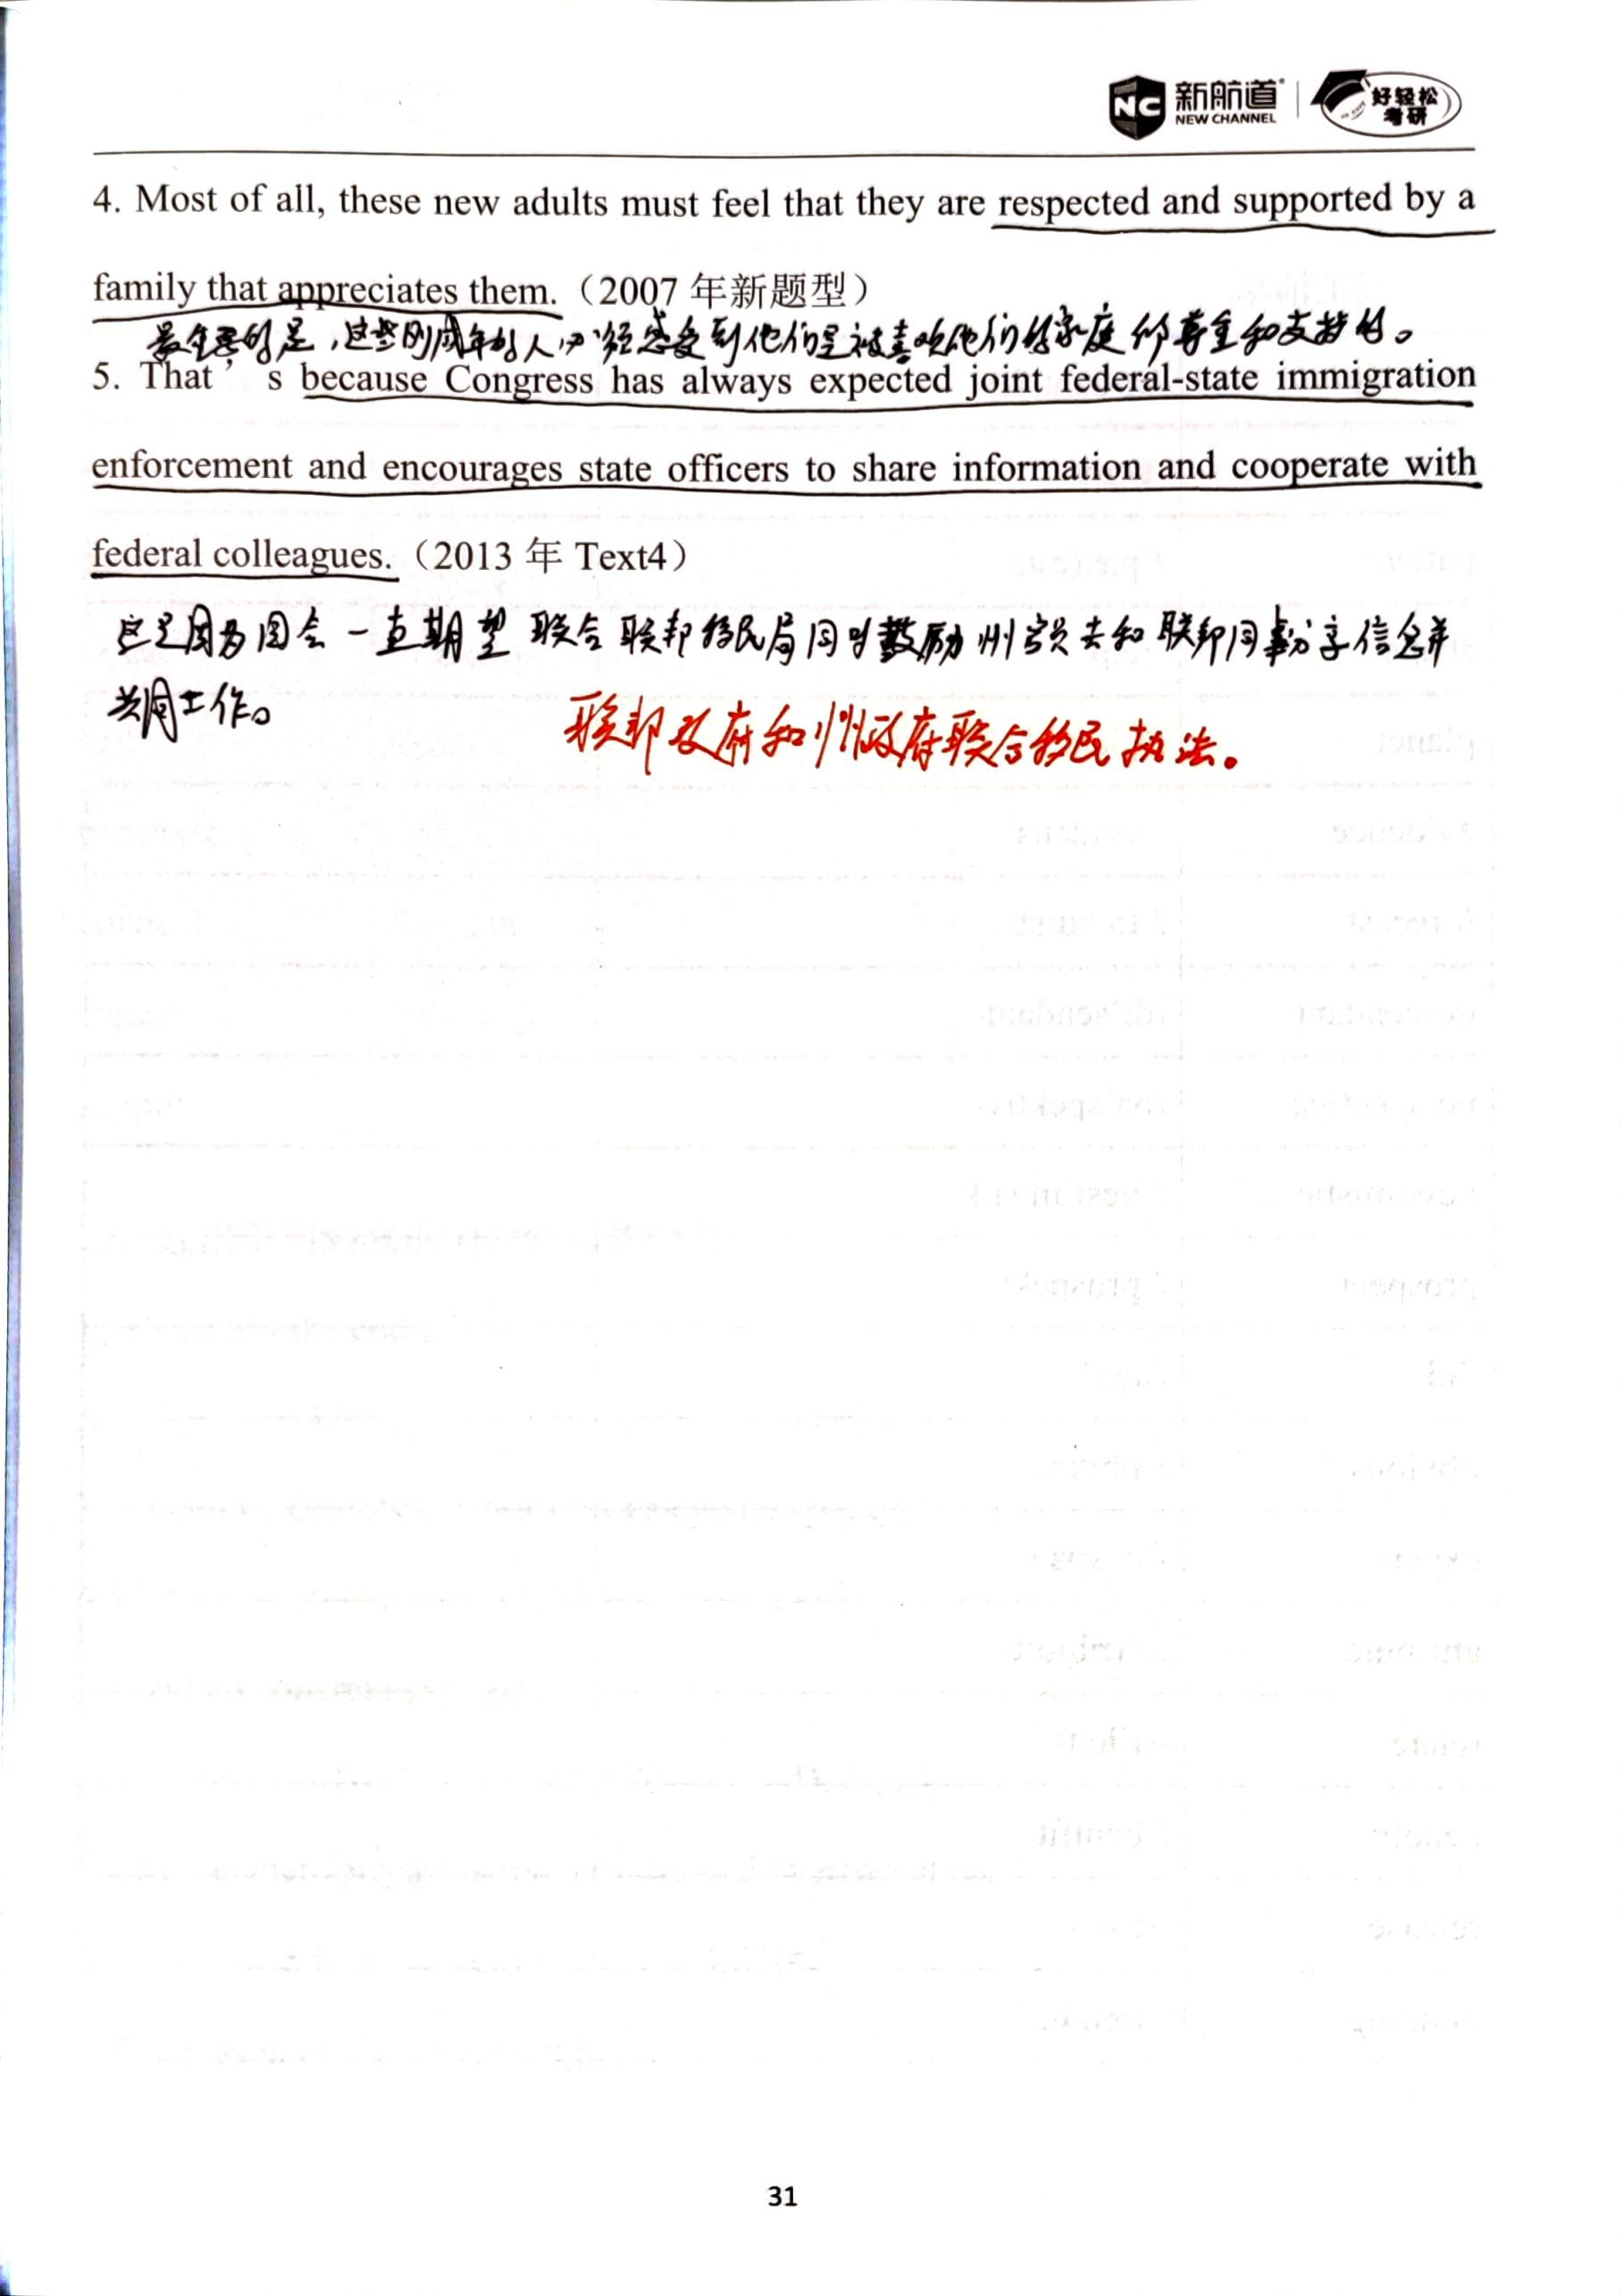 NC 新航道 NEW CHANNEL 好轻松考研
4. Most of all, these new adults must feel that they are respected and supported by a
family that appreciates them.（2007 年新题型）
最重要的是,这些刚成年的人必须感受到他们是被喜欢他们的家庭所尊重和支持的。
5. That’ s because Congress has always expected joint federal-state immigration
enforcement and encourages state officers to share information and cooperate with
federal colleagues.（2013 年 Text4）
这是因为国会一直期望联合联邦移民局同时鼓励州官员去和联邦同事分享信息并
共同工作。
联邦政府和州政府联合移民执法。
31